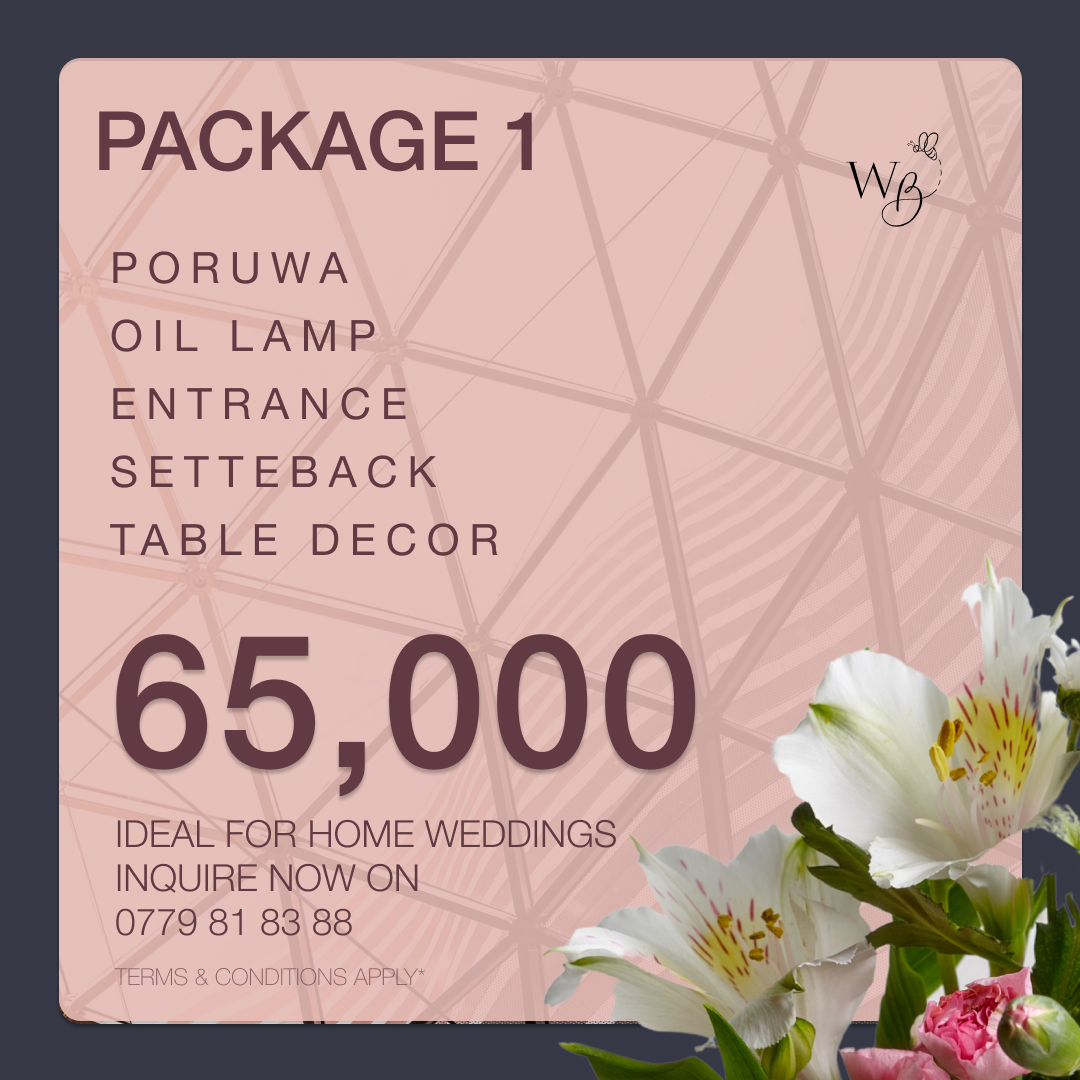 PACKAGE 1
WB
PORUWA
OIL LAMP
ENTRANCE
SETTEBACK
TABLE DECOR
65,000
IDEAL FOR HOME WEDDINGS
INQUIRE NOW ON
0779 81 83 88
TERMS & CONDITIONS APPLY*